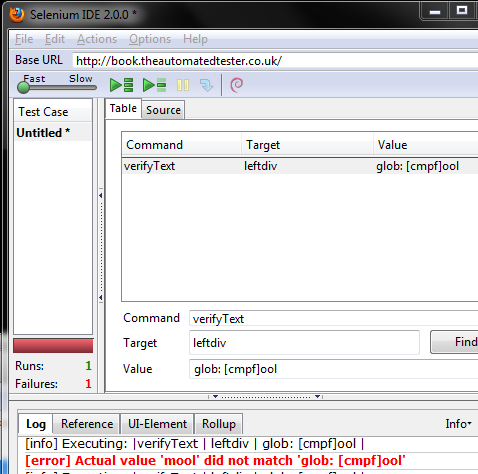 Selenium IDE 2.0.0 *
File Edit Actions Options Help
Base URL http://book.theautomatedtester.co.uk/
Fast Slow
Test Case
Untitled *
Runs: 1
Failures: 1
Table Source
Command Target Value
verifyText leftdiv glob: [cmpf]ool
Command verifyText
Target leftdiv Find
Value glob: [cmpf]ool
Log Reference UI-Element Rollup Info
[info] Executing: |verifyText | leftdiv | glob: [cmpf]ool |
[error] Actual value 'mool' did not match 'glob: [cmpf]ool'